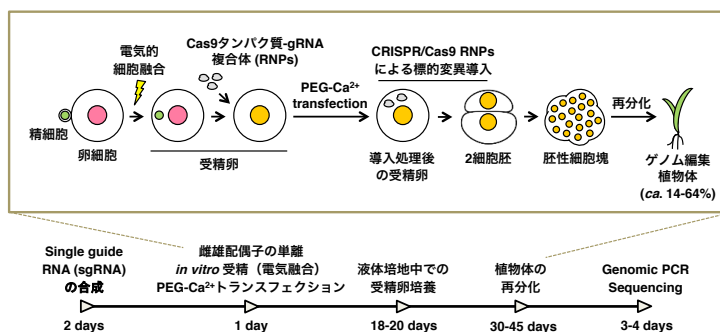 電気的
細胞融合
Cas9タンパク質-gRNA
複合体 (RNPs)
PEG-Ca²⁺
transfection
CRISPR/Cas9 RNPs
による標的変異導入
再分化
精細胞
卵細胞
受精卵
導入処理後
の受精卵
2細胞胚
胚性細胞塊
ゲノム編集
植物体
(ca. 14-64%)
Single guide
RNA (sgRNA)
の合成
雌雄配偶子の単離
in vitro 受精（電気融合）
PEG-Ca²⁺トランスフェクション
液体培地中での
受精卵培養
植物体の
再分化
Genomic PCR
Sequencing
2 days
1 day
18-20 days
30-45 days
3-4 days